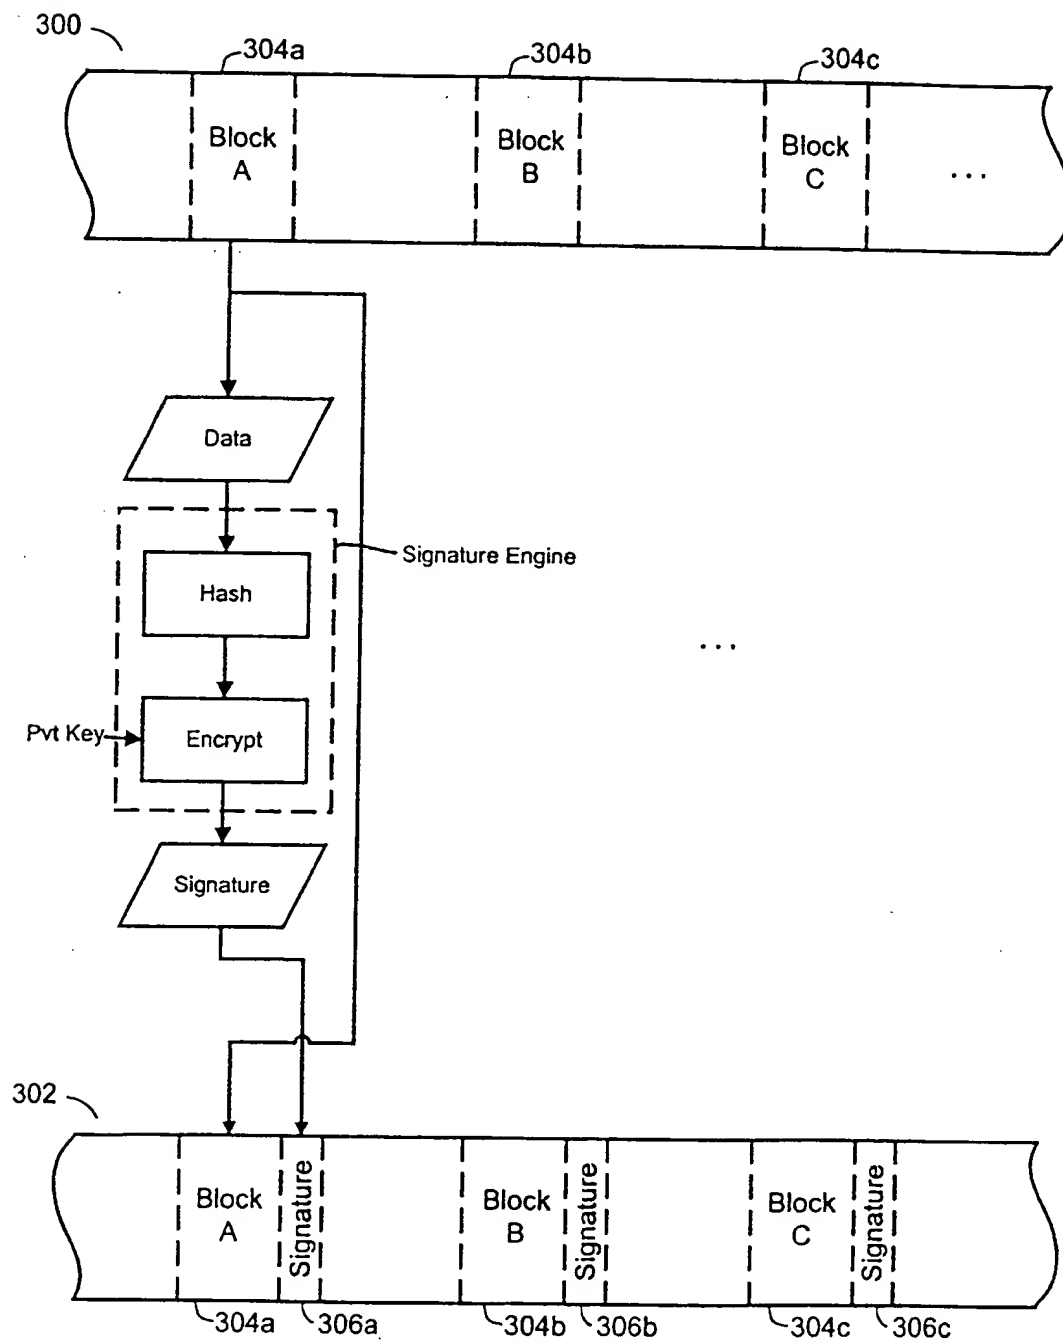 300
304a
304b
304c
Block
A
Block
B
Block
C
...
Data
Signature Engine
Hash
...
Pvt Key
Encrypt
Signature
302
Block
A
Signature
Block
B
Signature
Block
C
Signature
304a
306a
304b
306b
304c
306c